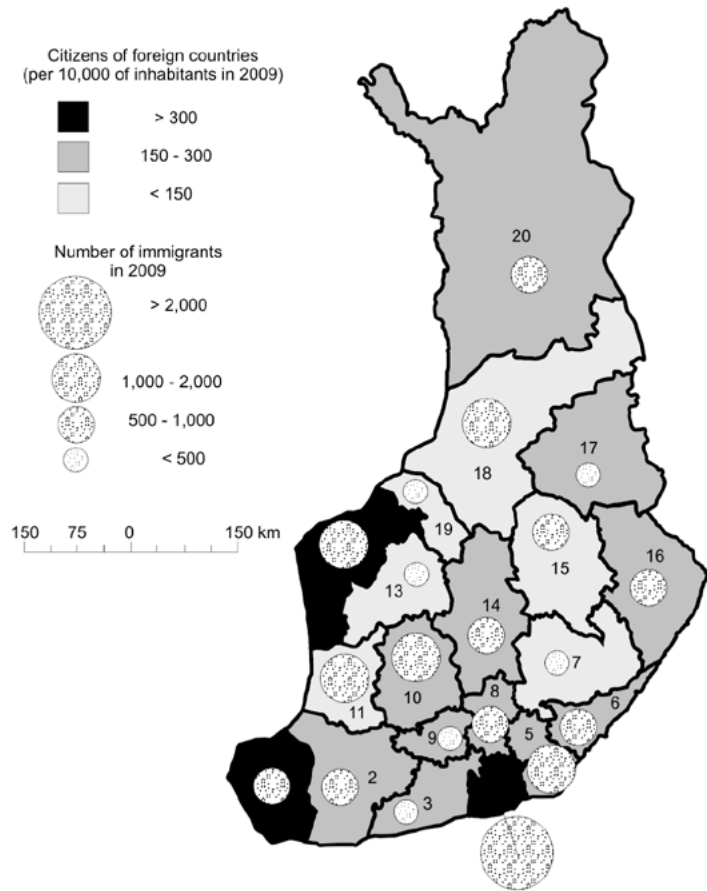 Citizens of foreign countries
(per 10,000 of inhabitants in 2009)
> 300
150 - 300
< 150
Number of immigrants
in 2009
> 2,000
1,000 - 2,000
500 - 1,000
< 500
150 75 0 150 km
20
17
18
19
16
15
13
14
7
8
10
6
11
5
9
2
3